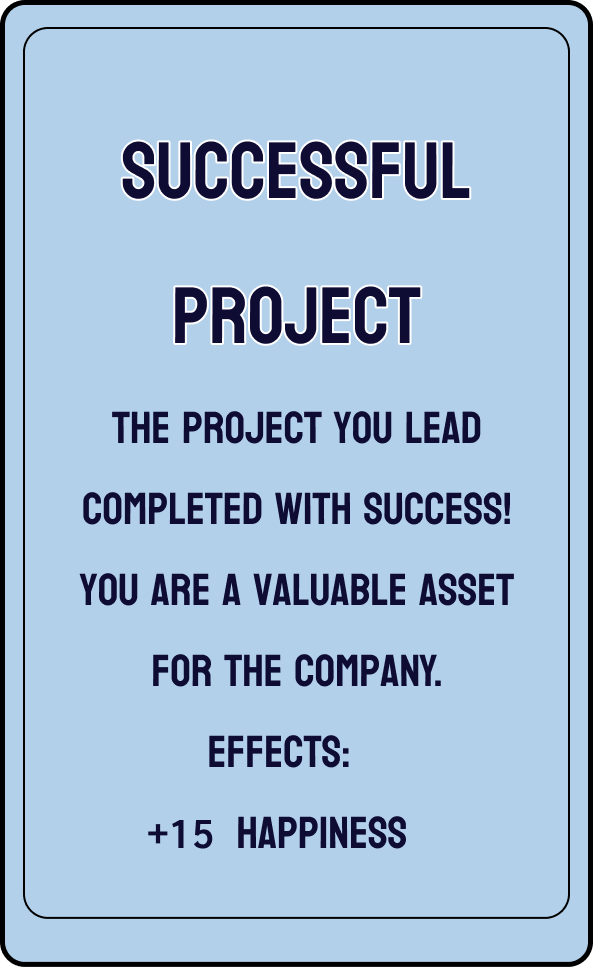 SUCCESSFUL
PROJECT
THE PROJECT YOU LEAD
COMPLETED WITH SUCCESS!
YOU ARE A VALUABLE ASSET
FOR THE COMPANY.
EFFECTS:
+15 HAPPINESS